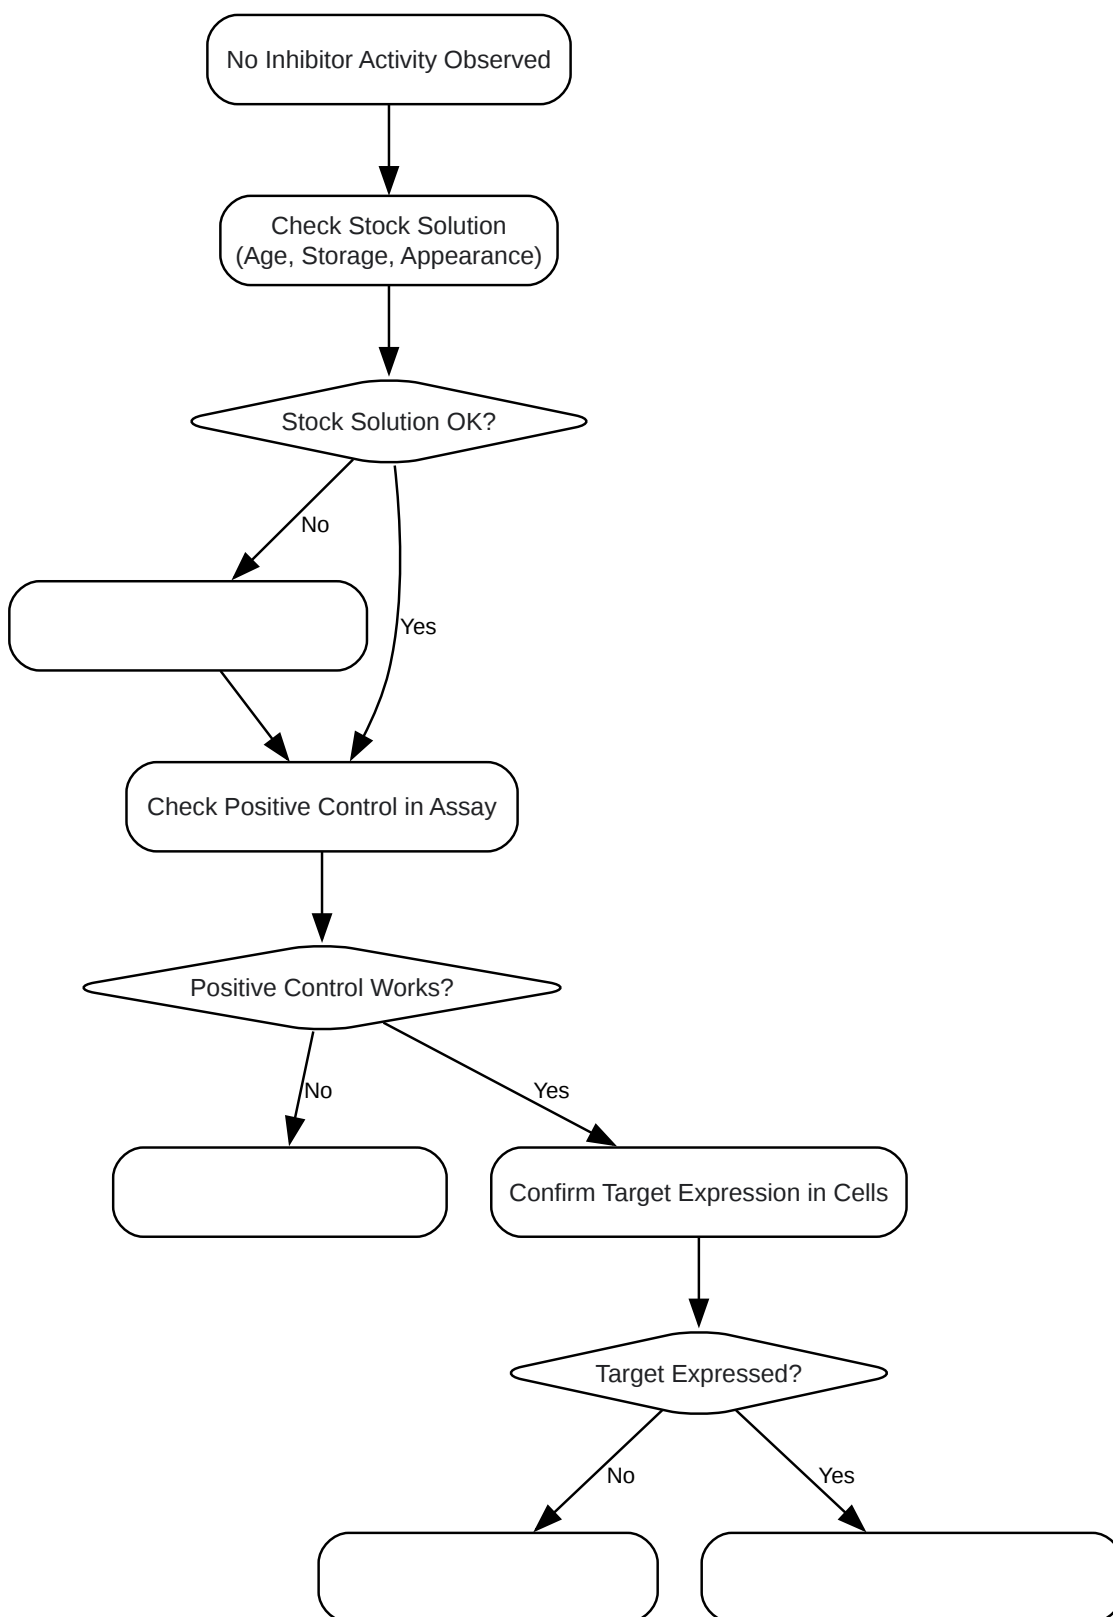 No Inhibitor Activity Observed
Check Stock Solution
(Age, Storage, Appearance)
Stock Solution OK?
No
Yes
Check Positive Control in Assay
Positive Control Works?
No
Yes
Confirm Target Expression in Cells
Target Expressed?
No
Yes